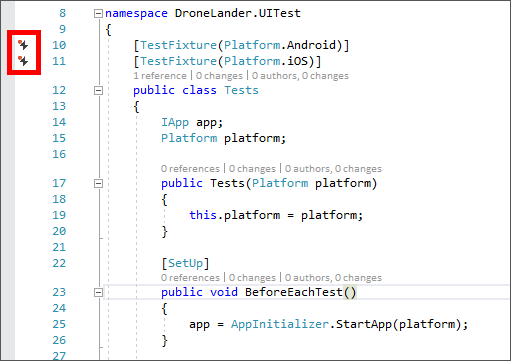 8 namespace DroneLander.UITest
9 {
10 [TestFixture(Platform.Android)]
11 [TestFixture(Platform.iOS)]
1 reference | 0 changes | 0 authors, 0 changes
12 public class Tests
13 {
14 IApp app;
15 Platform platform;
16
0 references | 0 changes | 0 authors, 0 changes
17 public Tests(Platform platform)
18 {
19 this.platform = platform;
20 }
21
22 [SetUp]
0 references | 0 changes | 0 authors, 0 changes
23 public void BeforeEachTest()
24 {
25 app = AppInitializer.StartApp(platform);
26 }
27